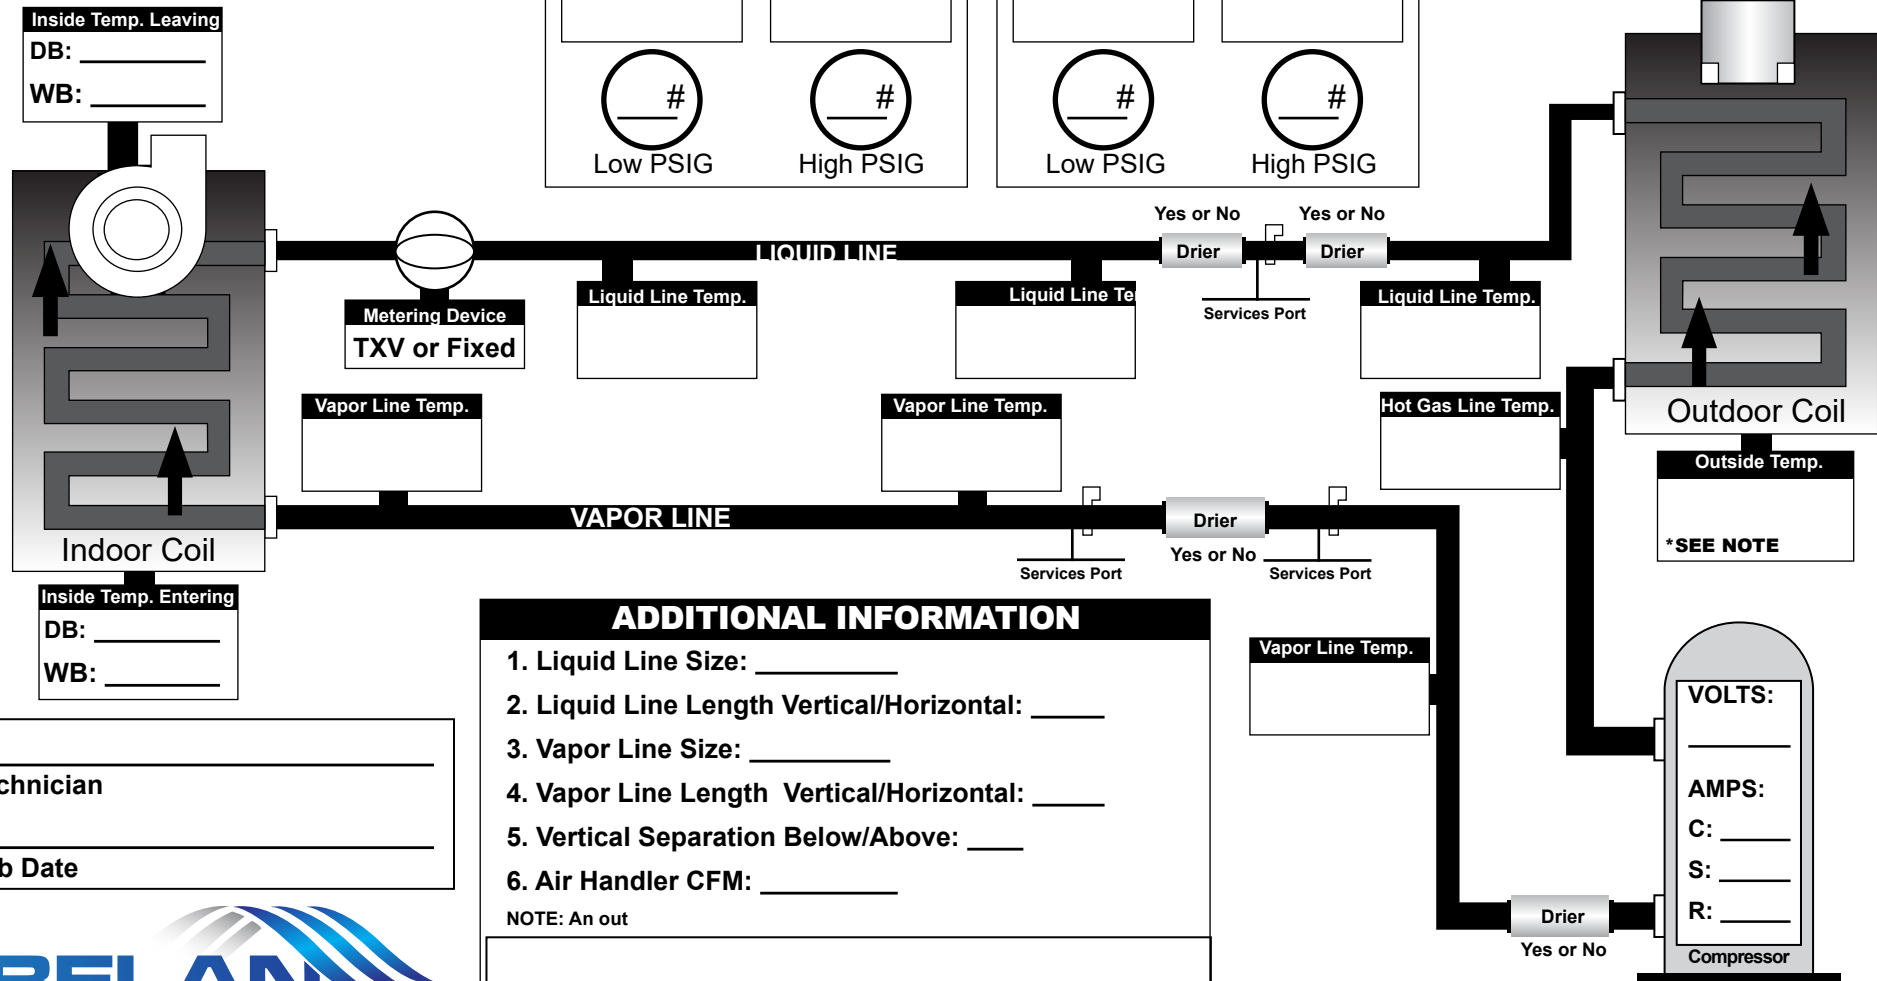 Inside Temp. Leaving
DB:
WB:
#
Low PSIG
#
High PSIG
#
Low PSIG
#
High PSIG
Yes or No
Yes or No
LIQUID LINE
Drier
Drier
Metering Device
TXV or Fixed
Liquid Line Temp.
Liquid Line Te
Services Port
Liquid Line Temp.
Vapor Line Temp.
Vapor Line Temp.
Hot Gas Line Temp.
Outdoor Coil
Outside Temp.
*SEE NOTE
VAPOR LINE
Drier
Yes or No
Services Port
Services Port
Indoor Coil
Inside Temp. Entering
DB:
WB:
ADDITIONAL INFORMATION
1. Liquid Line Size:
2. Liquid Line Length Vertical/Horizontal:
3. Vapor Line Size:
4. Vapor Line Length Vertical/Horizontal:
5. Vertical Separation Below/Above:
6. Air Handler CFM:
NOTE: An out
Vapor Line Temp.
VOLTS:
AMPS:
C:
S:
R:
Compressor
Drier
Yes or No
chnician
b Date